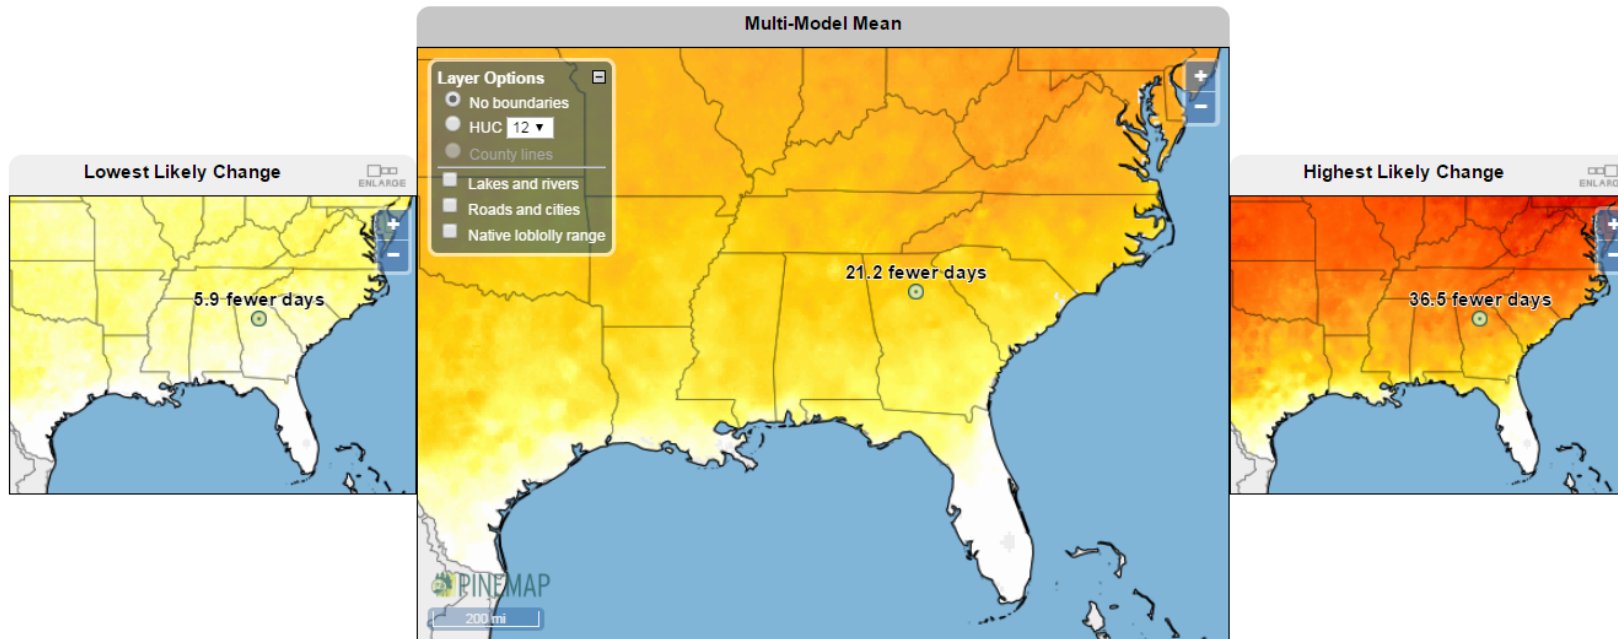 Multi-Model Mean
Layer Options
No boundaries
HUC 12
County lines
Lakes and rivers
Roads and cities
Native loblolly range
+
−
21.2 fewer days
PINEMAP
200 mi
Lowest Likely Change
ENLARGE
+
−
5.9 fewer days
Highest Likely Change
ENLARG
+
−
36.5 fewer days